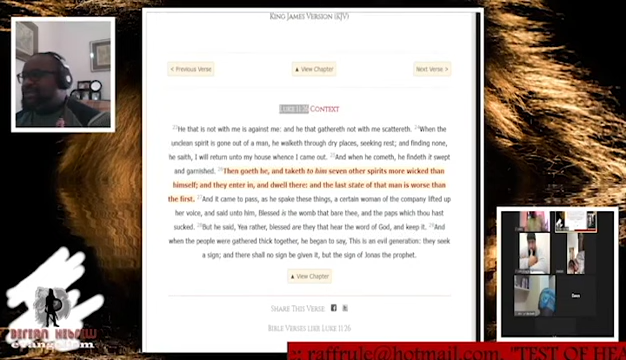 KING JAMES VERSION (KJV)
< Previous Verse
▲ View Chapter
Next Verse >
LUKE 11:26 CONTEXT
23He that is not with me is against me: and he that gathereth not with me scattereth. 24When the
unclean spirit is gone out of a man, he walketh through dry places, seeking rest; and finding none,
he saith, I will return unto my house whence I came out. 25And when he cometh, he findeth it swept
and garnished. 26Then goeth he, and taketh to him seven other spirits more wicked than
himself; and they enter in, and dwell there: and the last state of that man is worse than
the first. 27And it came to pass, as he spake these things, a certain woman of the company lifted up
her voice, and said unto him, Blessed is the womb that bare thee, and the paps which thou hast
sucked. 28But he said, Yea rather, blessed are they that hear the word of God, and keep it. 29And
when the people were gathered thick together, he began to say, This is an evil generation: they seek
a sign; and there shall no sign be given it, but the sign of Jonas the prophet.
▲ View Chapter
SHARE THIS VERSE
BIBLE VERSES LIKE LUKE 11:26
BEREAN HEBREW
evange
:: raffrule@hotmail.com, "TEST OF HEA